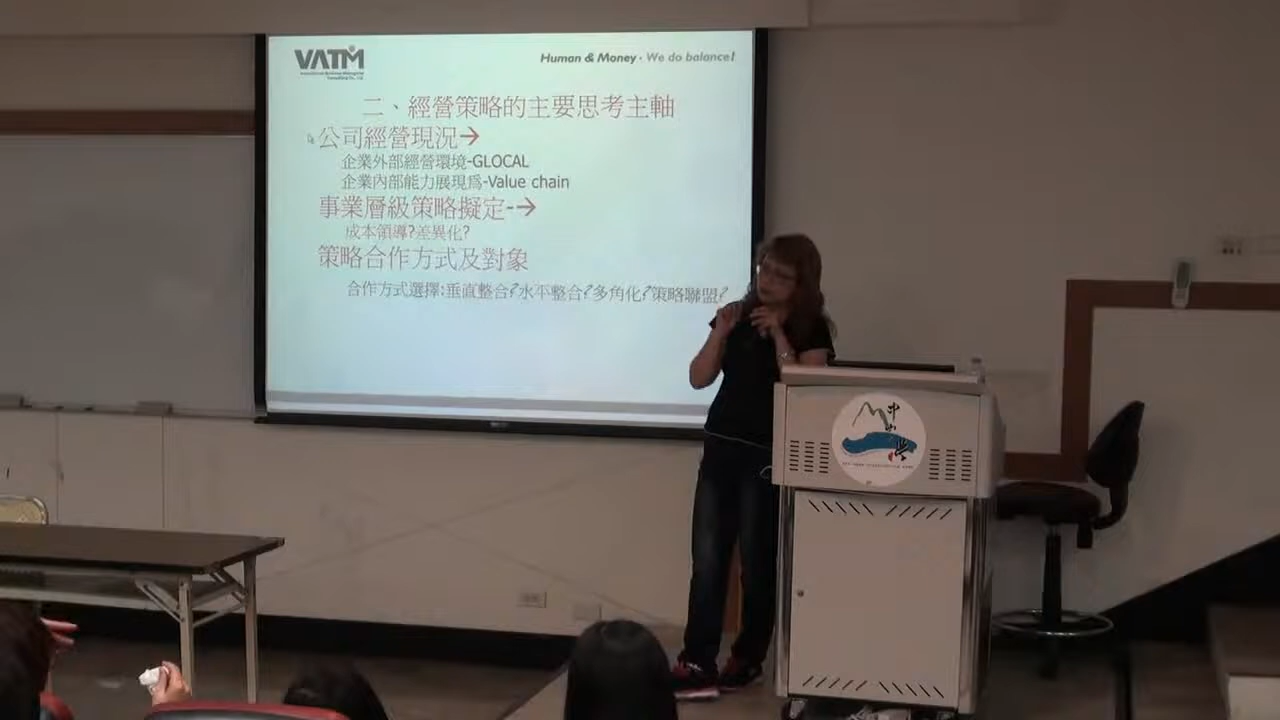 VATM
Human & Money · We do balance!
二、經營策略的主要思考主軸
公司經營現況→
企業外部經營環境-GLOCAL
企業內部能力展現為-Value chain
事業層級策略擬定-→
成本領導?差異化?
策略合作方式及對象
合作方式選擇:垂直整合?水平整合?多角化?策略聯盟?